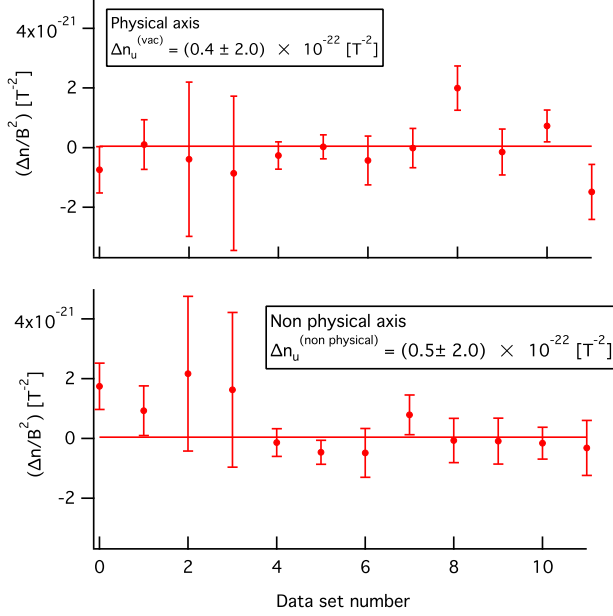 Physical axis
Δn_u^(vac) = (0.4 ± 2.0) × 10^-22 [T^-2]
4x10^-21
2
0
-2
(Δn/B^2) [T^-2]
Non physical axis
Δn_u^(non physical) = (0.5± 2.0) × 10^-22 [T^-2]
4x10^-21
2
0
-2
(Δn/B^2) [T^-2]
0 2 4 6 8 10
Data set number